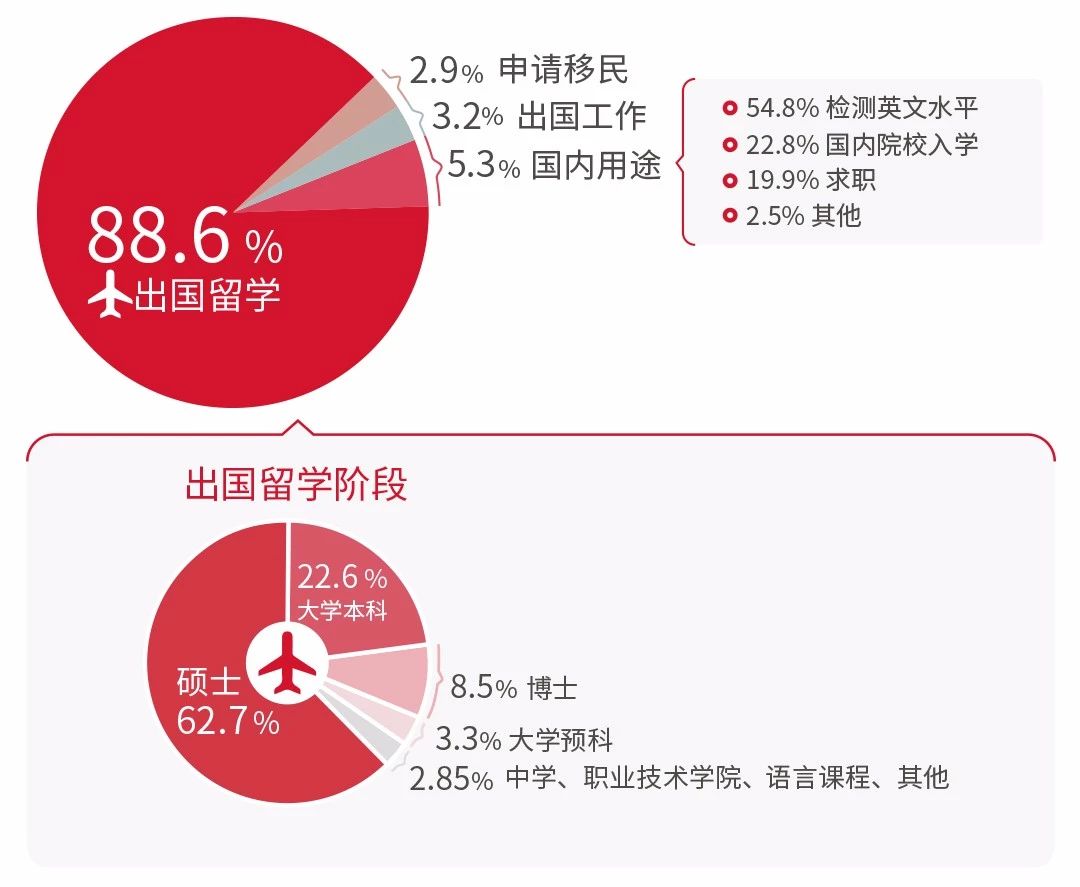 2.9% 申请移民
3.2% 出国工作
5.3% 国内用途
54.8% 检测英文水平
22.8% 国内院校入学
19.9% 求职
2.5% 其他
88.6 %
出国留学
出国留学阶段
22.6 %
大学本科
硕士
62.7 %
8.5% 博士
3.3% 大学预科
2.85% 中学、职业技术学院、语言课程、其他